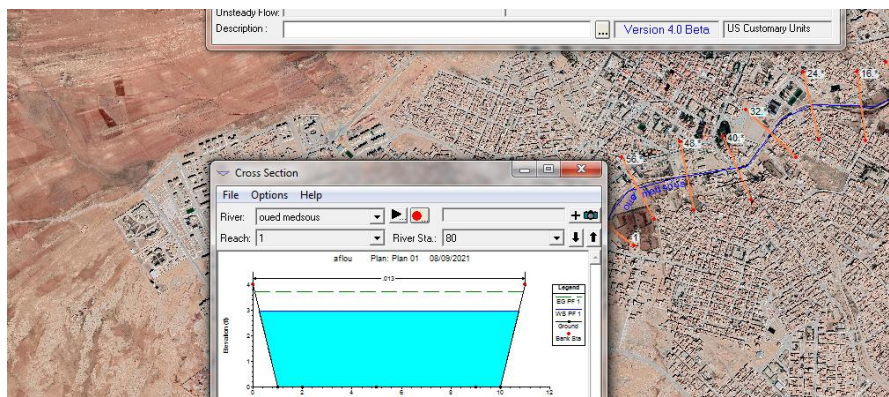 Unsteady Flow:
Description : ... Version 4.0 Beta US Customary Units
24.*
16.*
32.*
56.*
48.*
40.*
1
Cross Section
File Options Help
River: oued medsous
Reach: 1 River Sta.: 80
aflou Plan: Plan 01 08/09/2021
.013
Legend
EG PF 1
WS PF 1
Ground
Bank Sta
Elevation (ft)
4
3
2
1
0
0 2 4 6 8 10 12